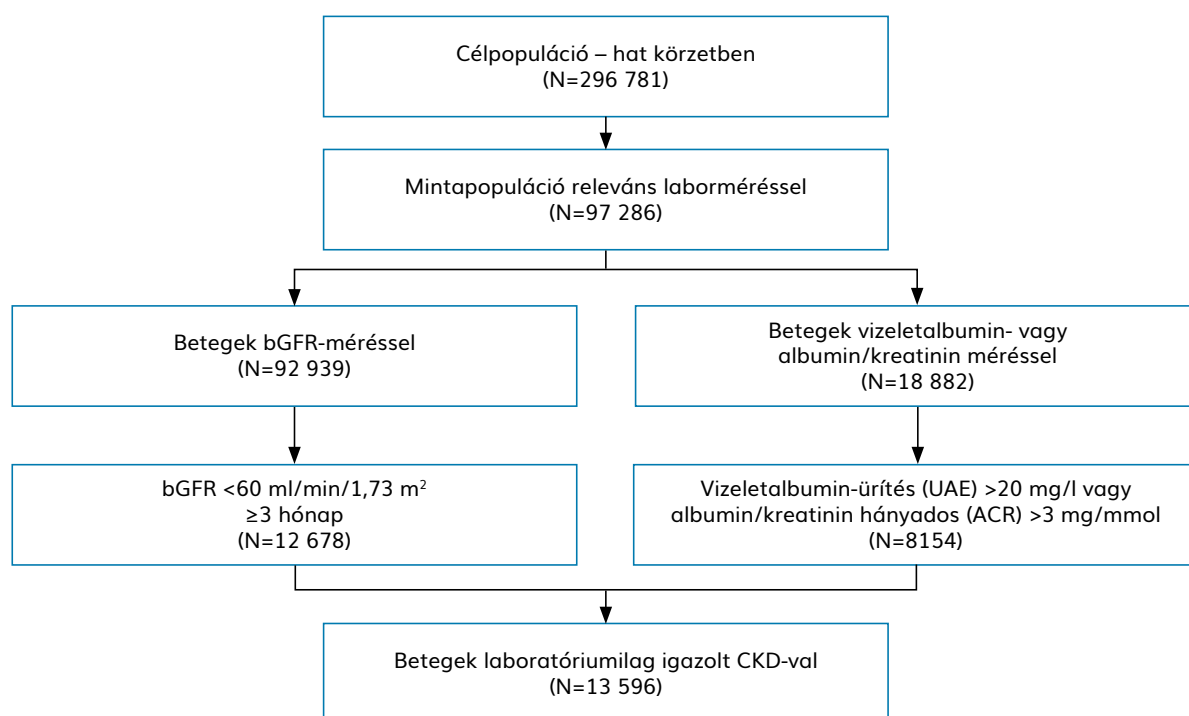 Célpopuláció – hat körzetben
(N=296 781)
Mintapopuláció releváns laborméréssel
(N=97 286)
Betegek bGFR-méréssel
(N=92 939)
Betegek vizeletalbumin- vagy
albumin/kreatinin méréssel
(N=18 882)
bGFR <60 ml/min/1,73 m²
≥3 hónap
(N=12 678)
Vizeletalbumin-ürítés (UAE) >20 mg/l vagy
albumin/kreatinin hányados (ACR) >3 mg/mmol
(N=8154)
Betegek laboratóriumilag igazolt CKD-val
(N=13 596)